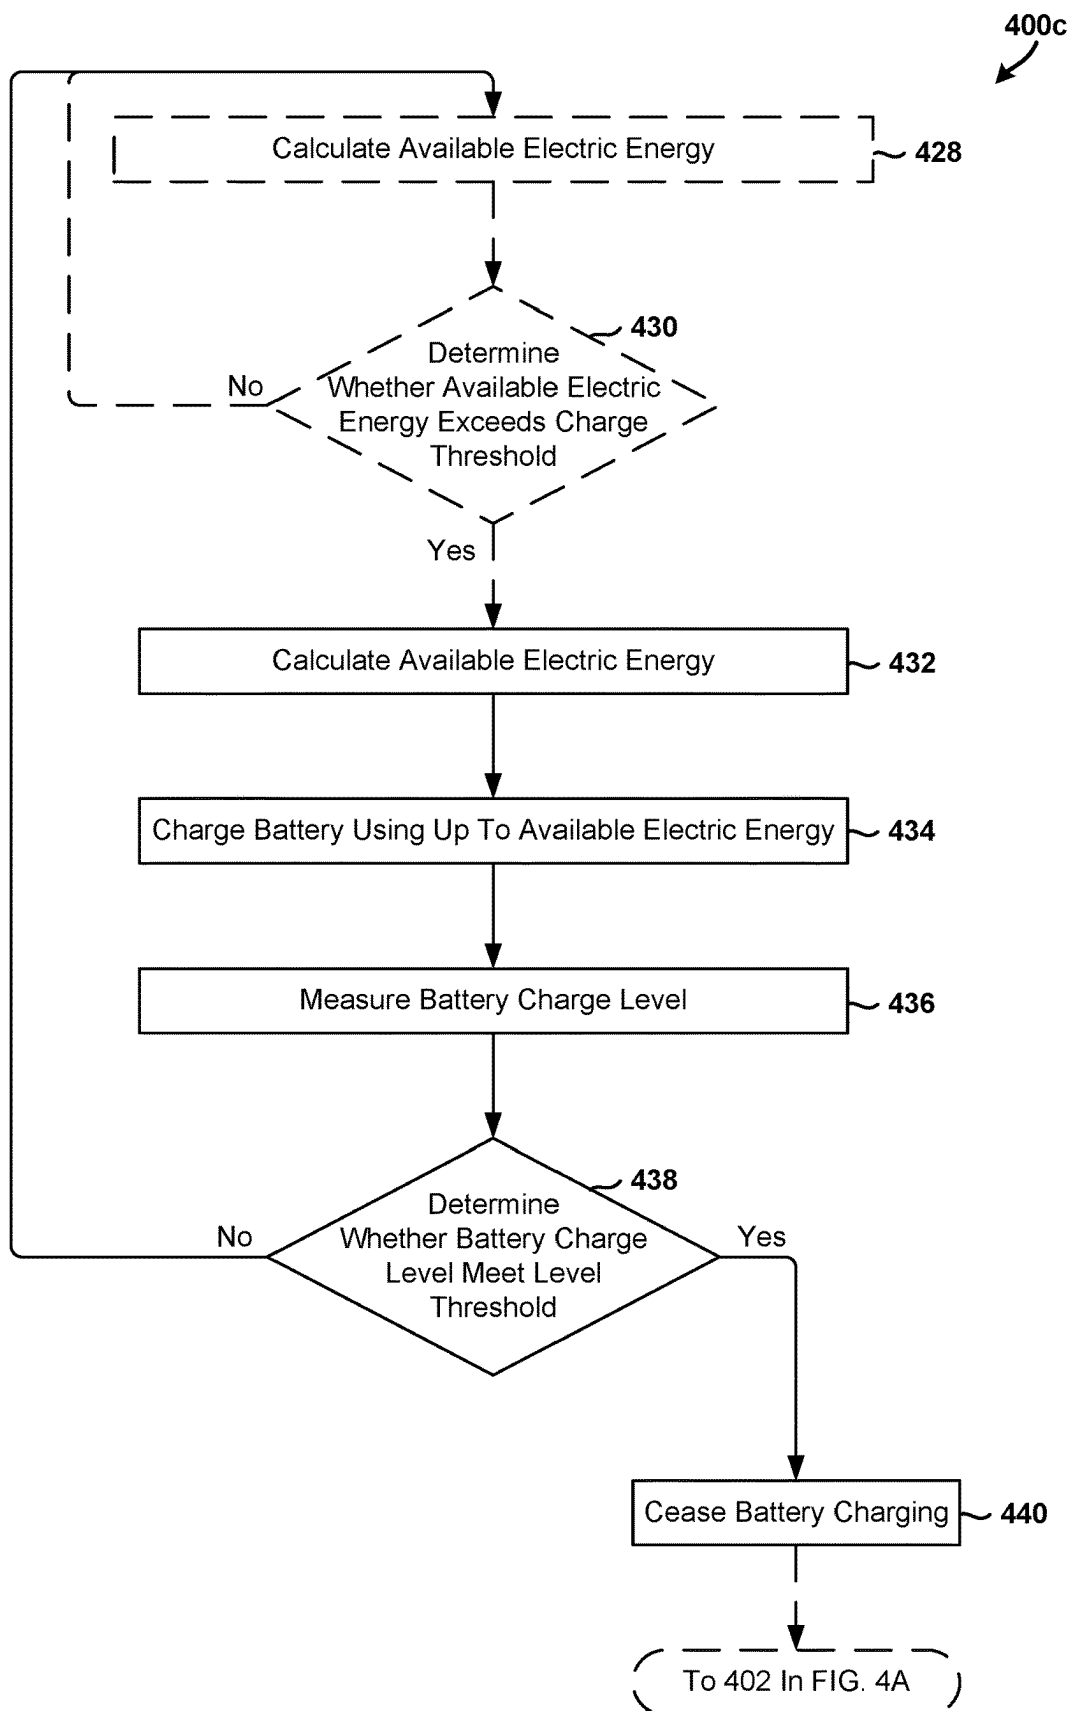 400c
Calculate Available Electric Energy
428
430
Determine
Whether Available Electric
Energy Exceeds Charge
Threshold
No
Yes
Calculate Available Electric Energy
432
Charge Battery Using Up To Available Electric Energy
434
Measure Battery Charge Level
436
438
Determine
Whether Battery Charge
Level Meet Level
Threshold
No
Yes
Cease Battery Charging
440
To 402 In FIG. 4A